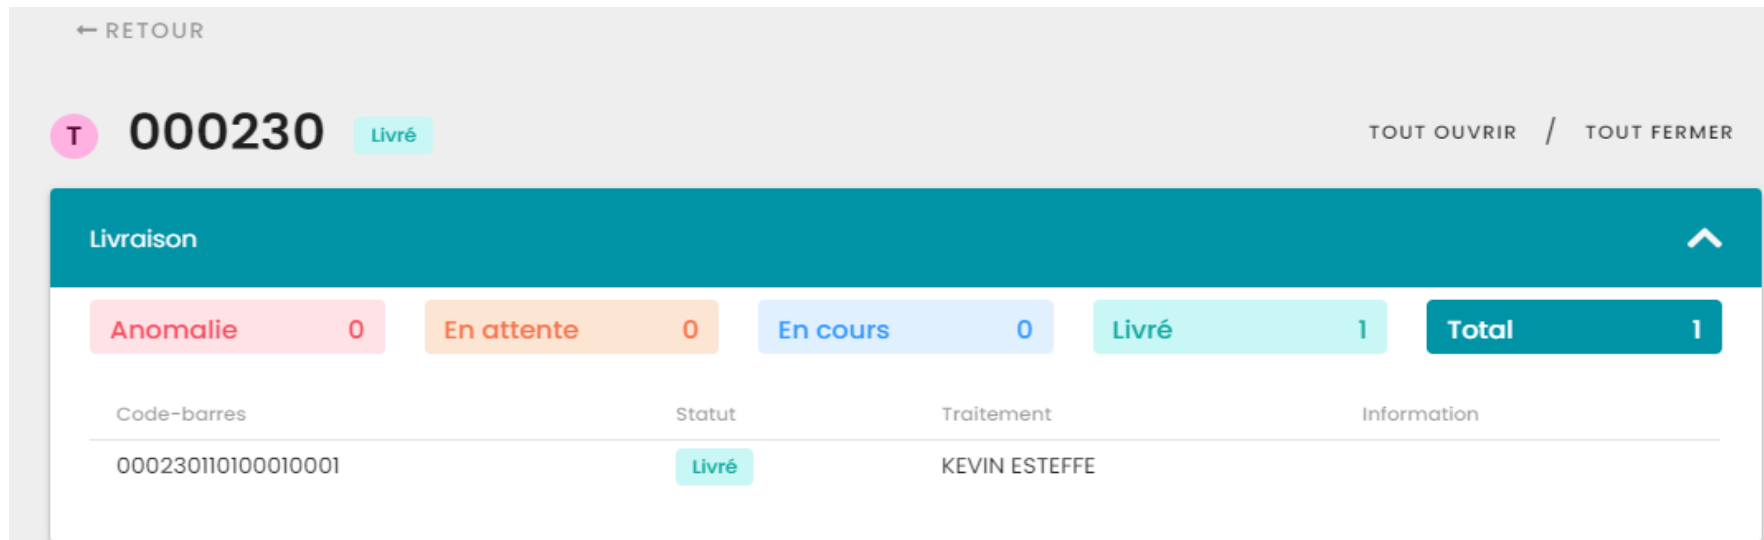 ← RETOUR
T 000230 Livré TOUT OUVRIR / TOUT FERMER
Livraison
Anomalie 0 En attente 0 En cours 0 Livré 1 Total 1
Code-barres Statut Traitement Information
000230110100010001 Livré KEVIN ESTEFFE